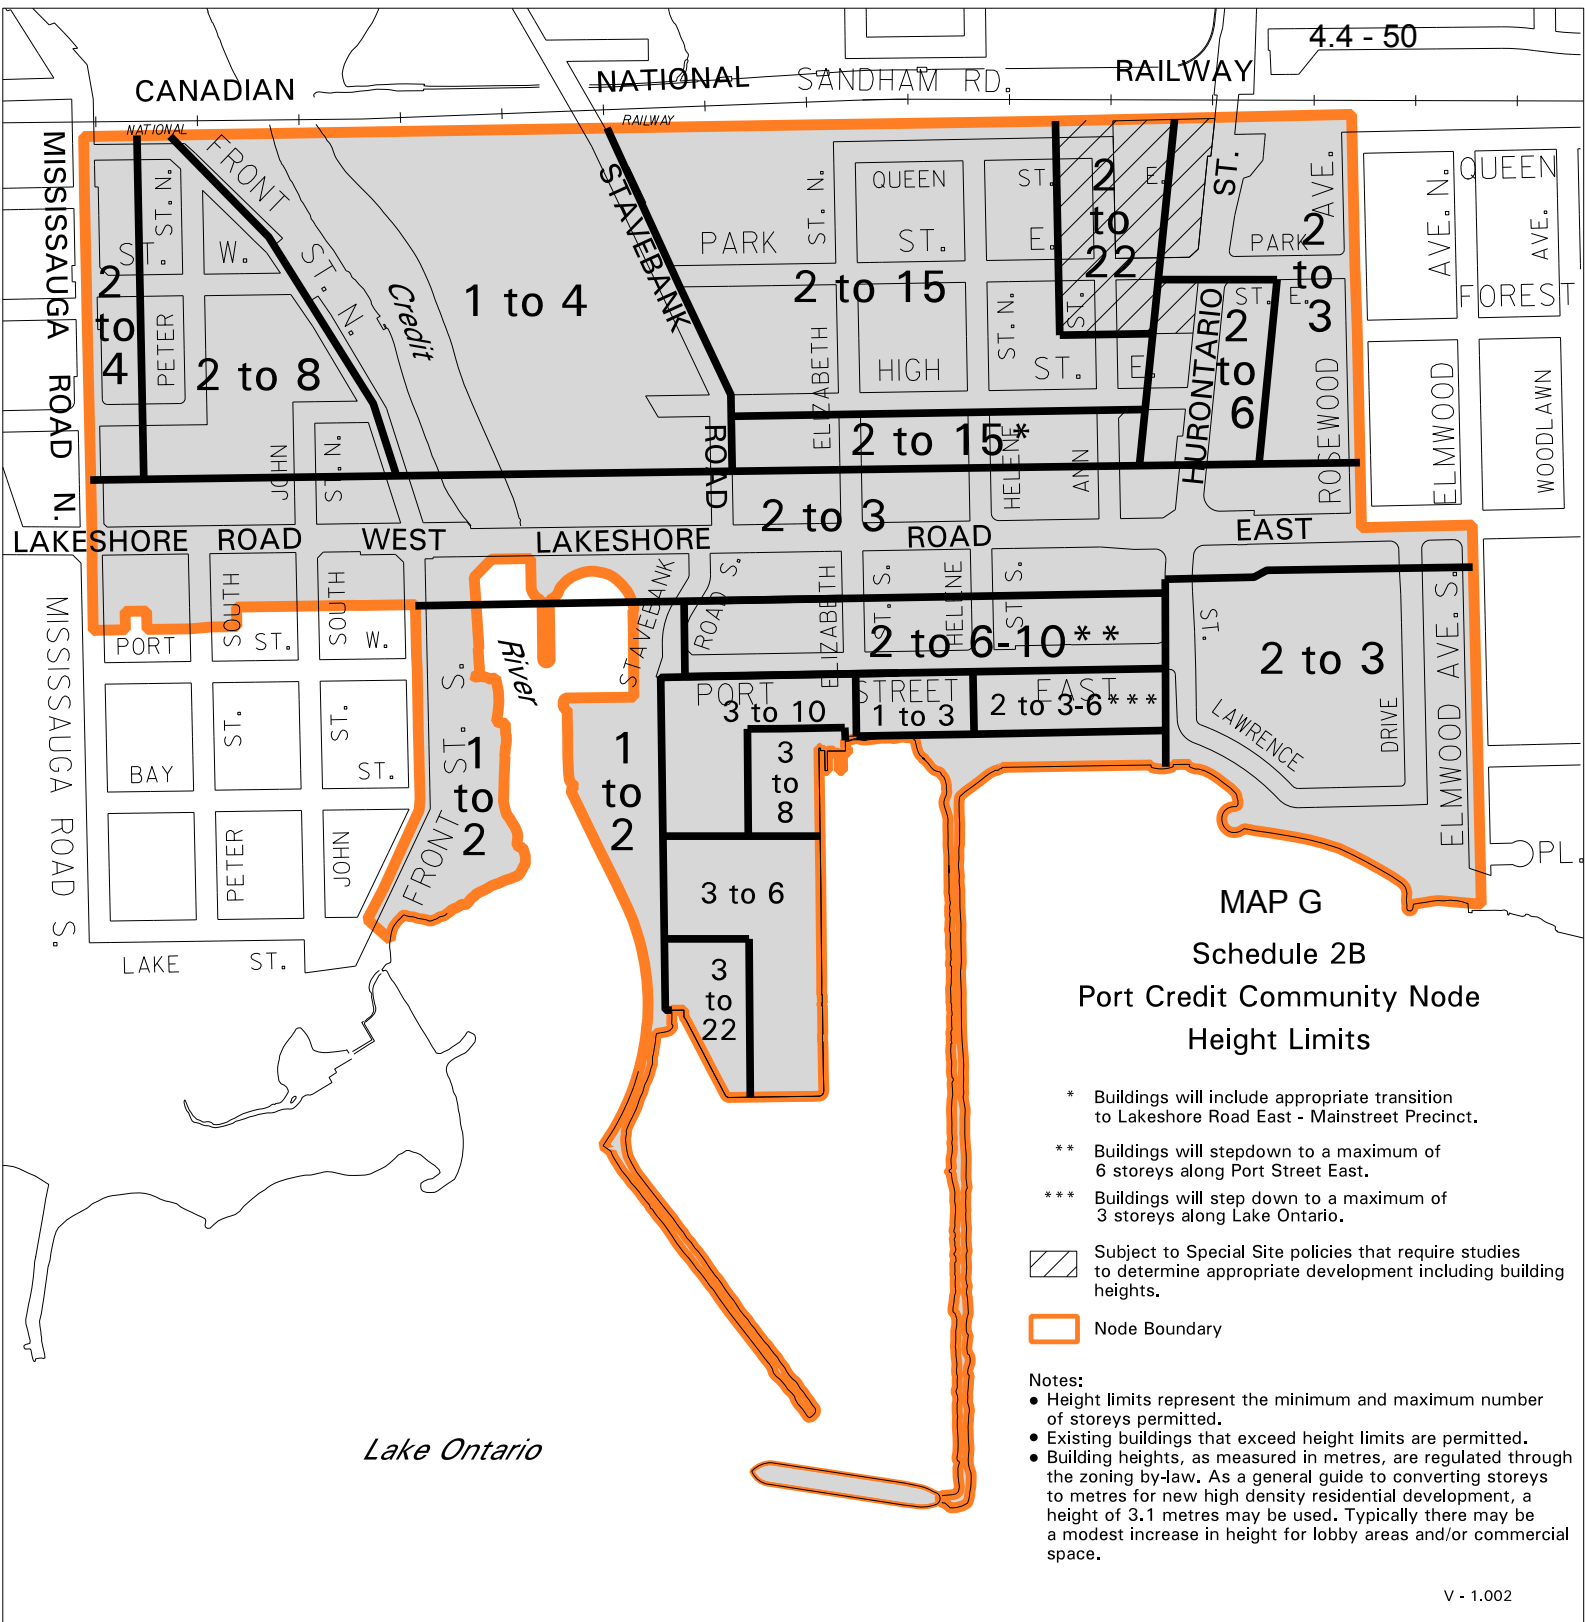 4.4 - 50
CANADIAN
NATIONAL
SANDHAM RD.
RAILWAY
NATIONAL
RAILWAY
MISSISSAUGA ROAD N.
FRONT ST. N.
ST. N.
ST. W.
PETER
JOHN
ST. N.
Credit
STAVEBANK
ROAD
PARK ST. E.
QUEEN ST. E.
ST. N.
ELIZABETH
HIGH ST. E.
ST. N.
HELENE
ST.
ANN
HURONTARIO
ST.
PARK
ST. E.
AVE.
ROSEWOOD
AVE. N.
ELMWOOD
QUEEN
AVE.
FOREST
WOODLAWN
2 to 4
2 to 8
1 to 4
2 to 15
2 to 22
2 to 3
2 to 6
2 to 15*
2 to 3
LAKESHORE ROAD WEST
LAKESHORE ROAD EAST
MISSISSAUGA ROAD S.
PORT ST. W.
SOUTH
SOUTH
BAY ST.
ST.
ST.
PETER
JOHN
LAKE ST.
FRONT ST. S.
River
STAVEBANK
ROAD S.
ELIZABETH
ST. S.
HELENE
ST. S.
2 to 6-10**
PORT STREET EAST
3 to 10
1 to 3
2 to 3-6***
1 to 2
1 to 2
3 to 8
3 to 6
3 to 22
ST.
2 to 3
LAWRENCE
DRIVE
ELMWOOD AVE. S.
PL.
MAP G
Schedule 2B
Port Credit Community Node
Height Limits
* Buildings will include appropriate transition
to Lakeshore Road East - Mainstreet Precinct.
** Buildings will stepdown to a maximum of
6 storeys along Port Street East.
*** Buildings will step down to a maximum of
3 storeys along Lake Ontario.
Subject to Special Site policies that require studies
to determine appropriate development including building
heights.
Node Boundary
Notes:
● Height limits represent the minimum and maximum number
of storeys permitted.
● Existing buildings that exceed height limits are permitted.
● Building heights, as measured in metres, are regulated through
the zoning by-law. As a general guide to converting storeys
to metres for new high density residential development, a
height of 3.1 metres may be used. Typically there may be
a modest increase in height for lobby areas and/or commercial
space.
Lake Ontario
V - 1.002